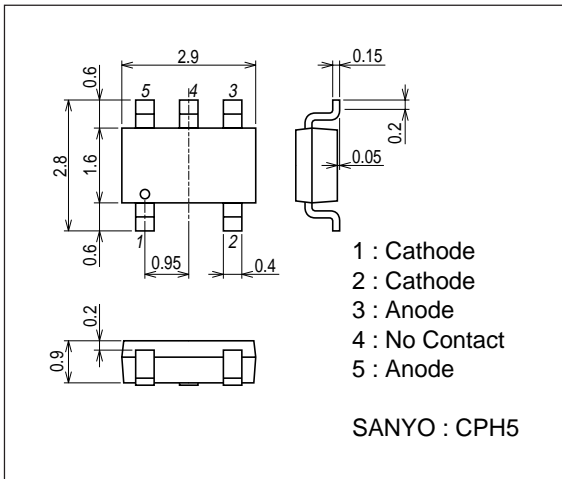 2.9
0.15
0.6
5
4
3
0.2
2.8
1.6
0.05
1
2
0.6
0.95
0.4
1 : Cathode
2 : Cathode
3 : Anode
4 : No Contact
5 : Anode
0.2
0.9
SANYO : CPH5